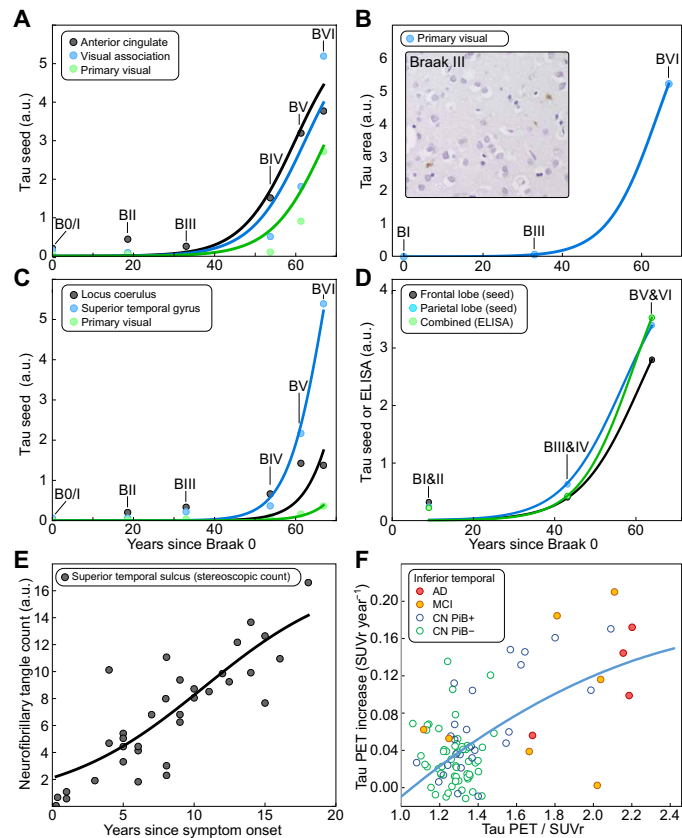 A
Anterior cingulate
Visual association
Primary visual
BVI
BV
BIV
B0/I
BII
BIII
Tau seed (a.u.)
5
4
3
2
1
0
0 20 40 60
B
Primary visual
Braak III
BVI
BI
BIII
Tau area (a.u.)
6
5
4
3
2
1
0
0 20 40 60
C
Locus coerulus
Superior temporal gyrus
Primary visual
BVI
BV
BIV
B0/I
BII
BIII
Tau seed (a.u.)
5
4
3
2
1
0
0 20 40 60
Years since Braak 0
D
Frontal lobe (seed)
Parietal lobe (seed)
Combined (ELISA)
BV&VI
BIII&IV
BI&II
Tau seed or ELISA (a.u.)
4
3
2
1
0
0 20 40 60
Years since Braak 0
E
Superior temporal sulcus (stereoscopic count)
Neurofibrillary tangle count (a.u.)
16
14
12
10
8
6
4
2
0 5 10 15 20
Years since symptom onset
F
Inferior temporal
AD
MCI
CN PiB+
CN PiB−
Tau PET increase (SUVr year⁻¹)
0.20
0.16
0.12
0.08
0.04
0.00
1.0 1.2 1.4 1.6 1.8 2.0 2.2 2.4
Tau PET / SUVr